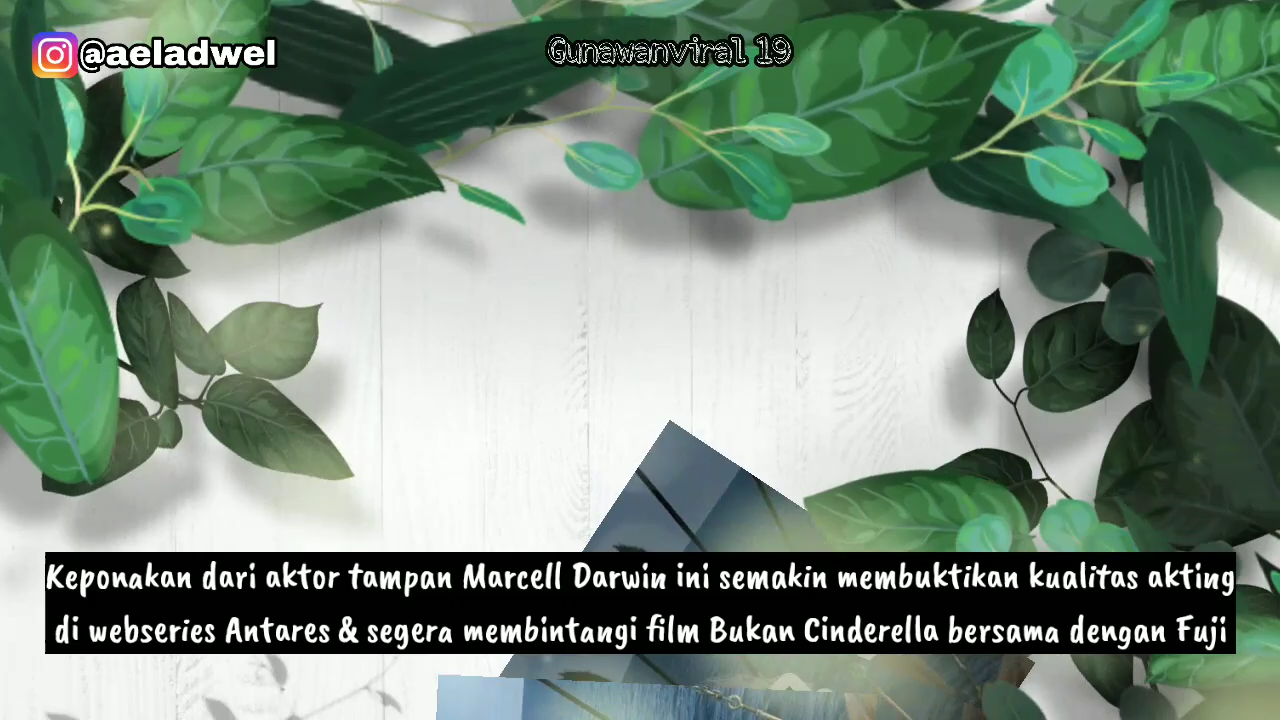 @aeladwel
Gunawanviral 19
Keponakan dari aktor tampan Marcell Darwin ini semakin membuktikan kualitas akting
di webseries Antares & segera membintangi film Bukan Cinderella bersama dengan Fuji